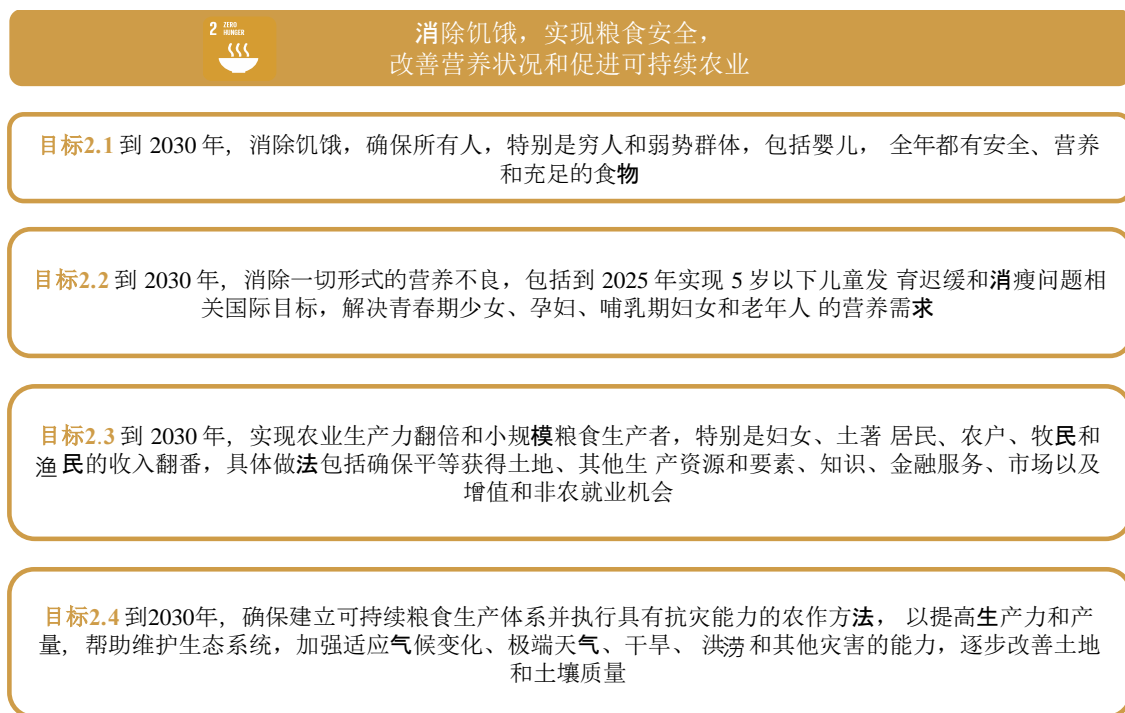 2 ZERO
HUNGER
消除饥饿，实现粮食安全，
改善营养状况和促进可持续农业
目标2.1 到 2030 年, 消除饥饿，确保所有人，特别是穷人和弱势群体，包括婴儿， 全年都有安全、营养
和充足的食物
目标2.2 到 2030 年, 消除一切形式的营养不良，包括到 2025 年实现 5 岁以下儿童发 育迟缓和消瘦问题相
关国际目标，解决青春期少女、孕妇、哺乳期妇女和老年人 的营养需求
目标2.3 到 2030 年, 实现农业生产力翻倍和小规模粮食生产者，特别是妇女、土著 居民、农户、牧民和
渔民的收入翻番，具体做法包括确保平等获得土地、其他生 产资源和要素、知识、金融服务、市场以及
增值和非农就业机会
目标2.4 到2030年, 确保建立可持续粮食生产体系并执行具有抗灾能力的农作方法， 以提高生产力和产
量, 帮助维护生态系统，加强适应气候变化、极端天气、干旱、 洪涝和其他灾害的能力，逐步改善土地
和土壤质量